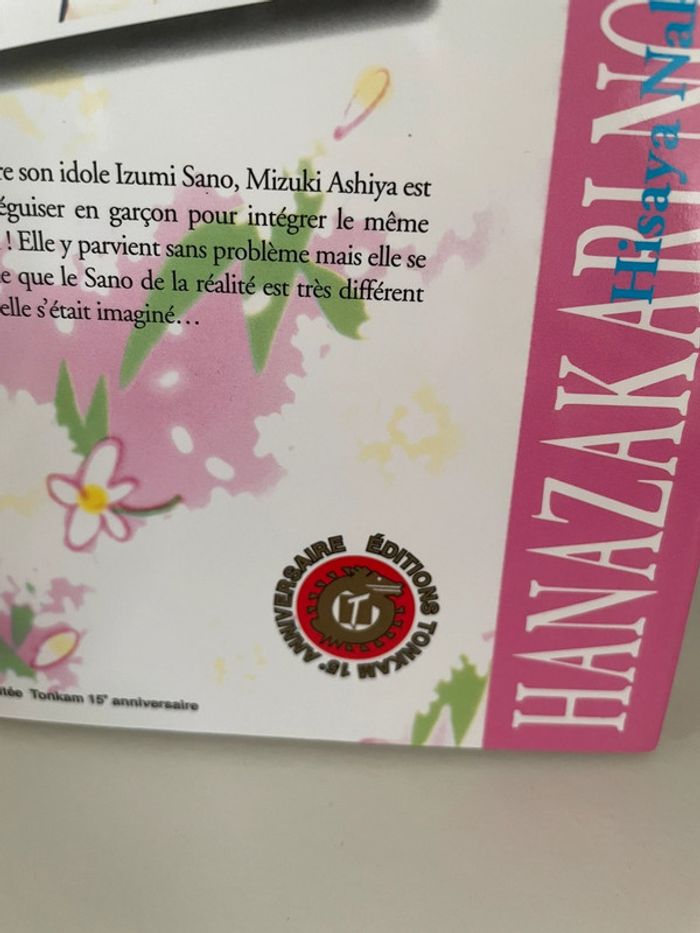 re son idole Izumi Sano, Mizuki Ashiya est
éguiser en garçon pour intégrer le même
! Elle y parvient sans problème mais elle se
e que le Sano de la réalité est très différent
elle s'était imaginé…
ÉDITIONS TONKAM 15e ANNIVERSAIRE
itée Tonkam 15e anniversaire
HANAZAKARI NO
Hisaya Nak